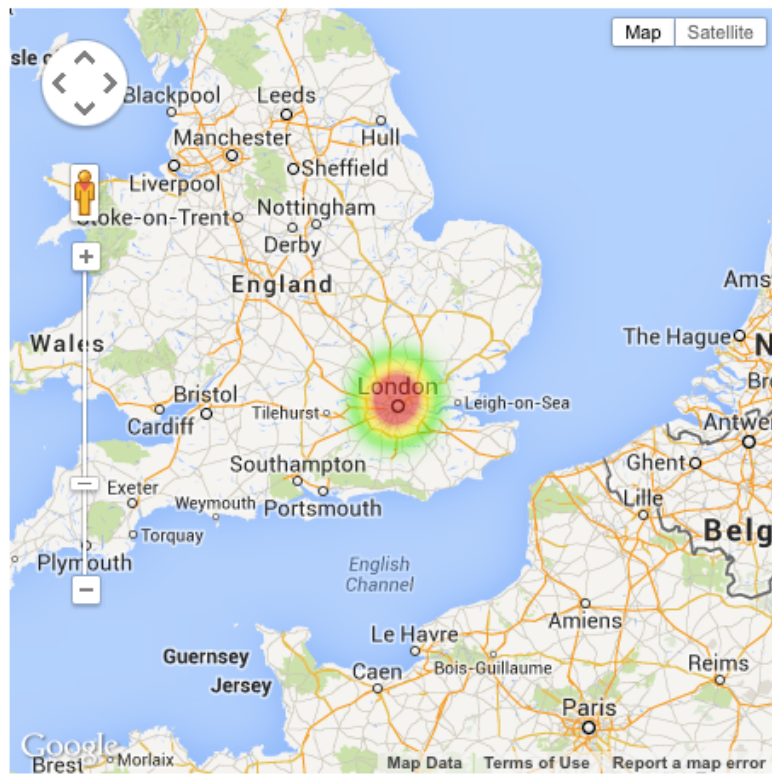 Map
Satellite
sle o
Blackpool
Leeds
Hull
Manchester
Sheffield
Liverpool
Stoke-on-Trent
Nottingham
Derby
England
Ams
The Hague
N
Wales
Br
Bristol
London
Leigh-on-Sea
Tilehurst
Cardiff
Antwe
Southampton
Ghent
Exeter
Weymouth
Portsmouth
Lille
Torquay
Belg
Plymouth
English
Channel
Amiens
Le Havre
Guernsey
Bois-Guillaume
Reims
Caen
Jersey
Paris
Google
Brest
Morlaix
Map Data
Terms of Use
Report a map error